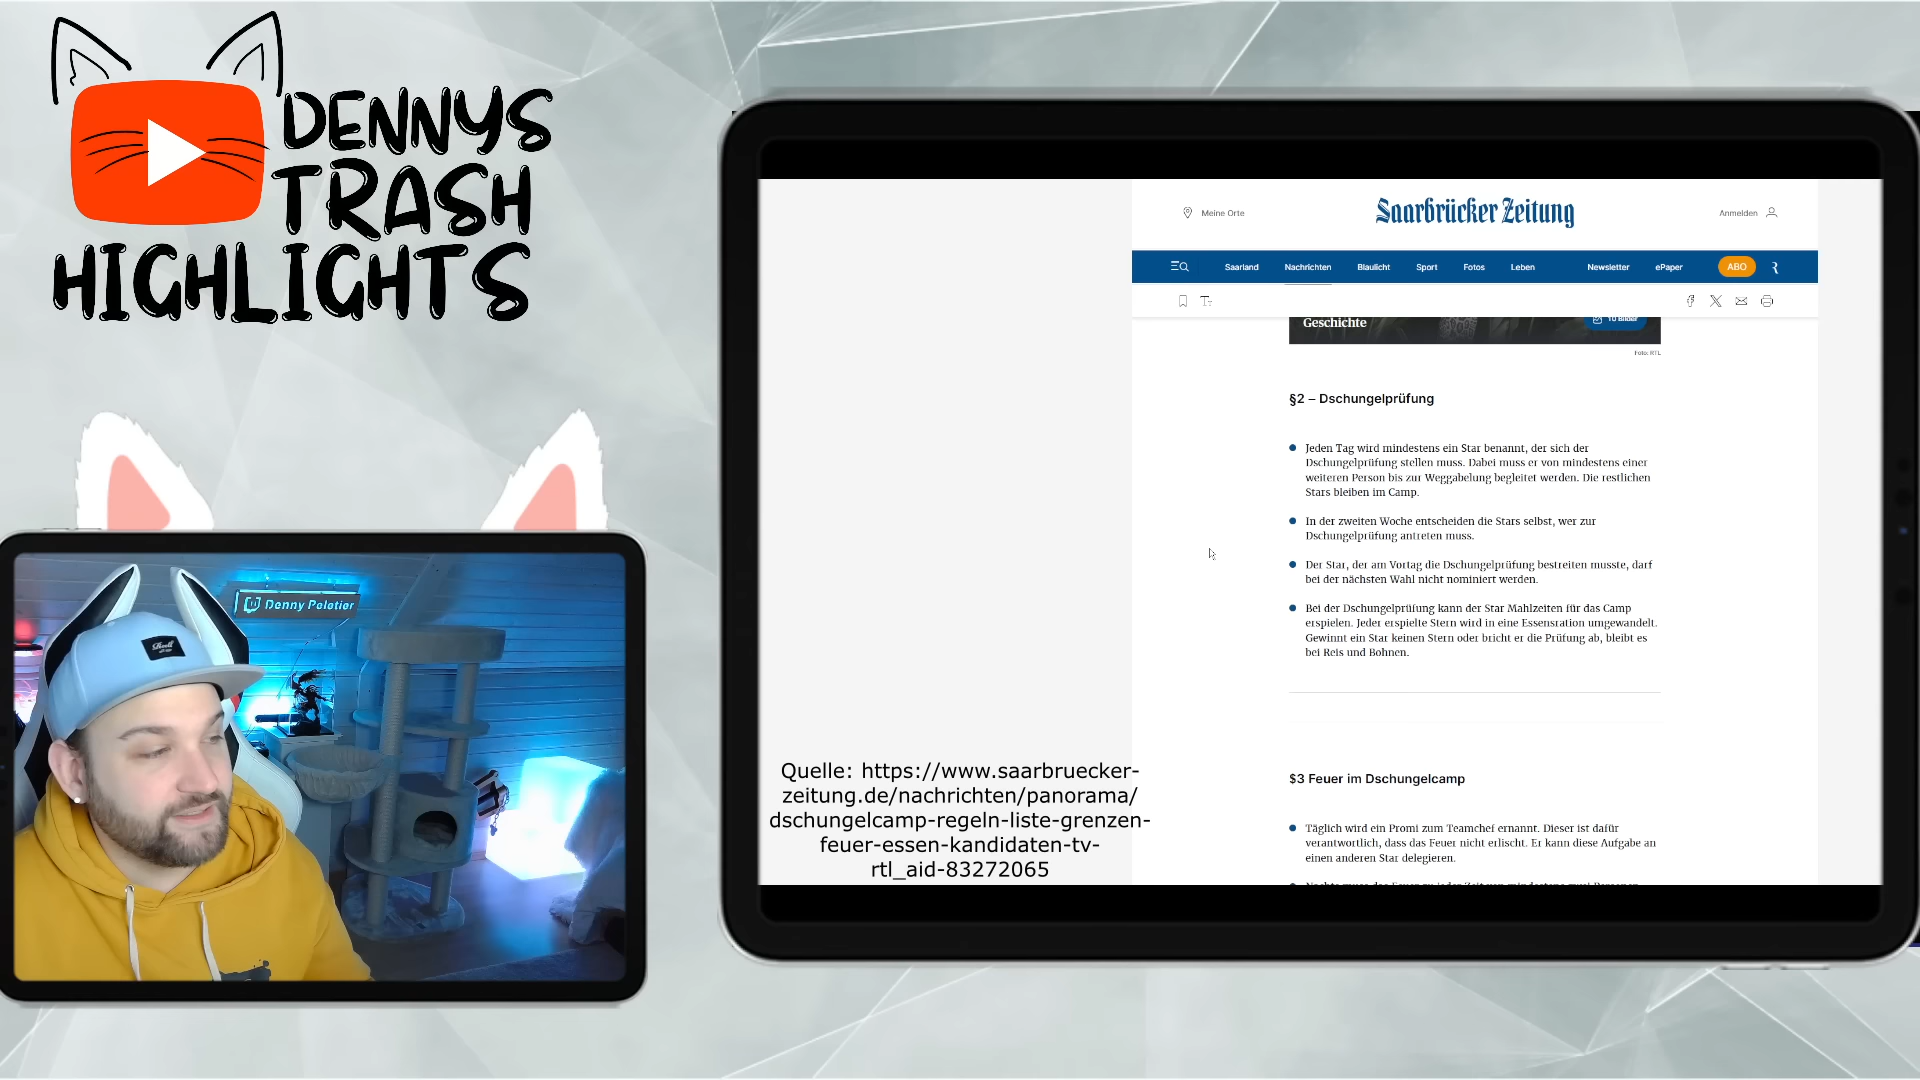 DENNYS
TRASH
HIGHLIGHTS
Denny Peletier
Meine Orte
Saarbrücker Zeitung
Anmelden
Saarland
Nachrichten
Blaulicht
Sport
Fotos
Leben
Newsletter
ePaper
ABO
Geschichte
10 Bilder
Foto: RTL
§2 – Dschungelprüfung
Jeden Tag wird mindestens ein Star benannt, der sich der
Dschungelprüfung stellen muss. Dabei muss er von mindestens einer
weiteren Person bis zur Weggabelung begleitet werden. Die restlichen
Stars bleiben im Camp.
In der zweiten Woche entscheiden die Stars selbst, wer zur
Dschungelprüfung antreten muss.
Der Star, der am Vortag die Dschungelprüfung bestreiten musste, darf
bei der nächsten Wahl nicht nominiert werden.
Bei der Dschungelprüfung kann der Star Mahlzeiten für das Camp
erspielen. Jeder erspielte Stern wird in eine Essensration umgewandelt.
Gewinnt ein Star keinen Stern oder bricht er die Prüfung ab, bleibt es
bei Reis und Bohnen.
$3 Feuer im Dschungelcamp
Täglich wird ein Promi zum Teamchef ernannt. Dieser ist dafür
verantwortlich, dass das Feuer nicht erlischt. Er kann diese Aufgabe an
einen anderen Star delegieren.
Quelle: https://www.saarbruecker-
zeitung.de/nachrichten/panorama/
dschungelcamp-regeln-liste-grenzen-
feuer-essen-kandidaten-tv-
rtl_aid-83272065